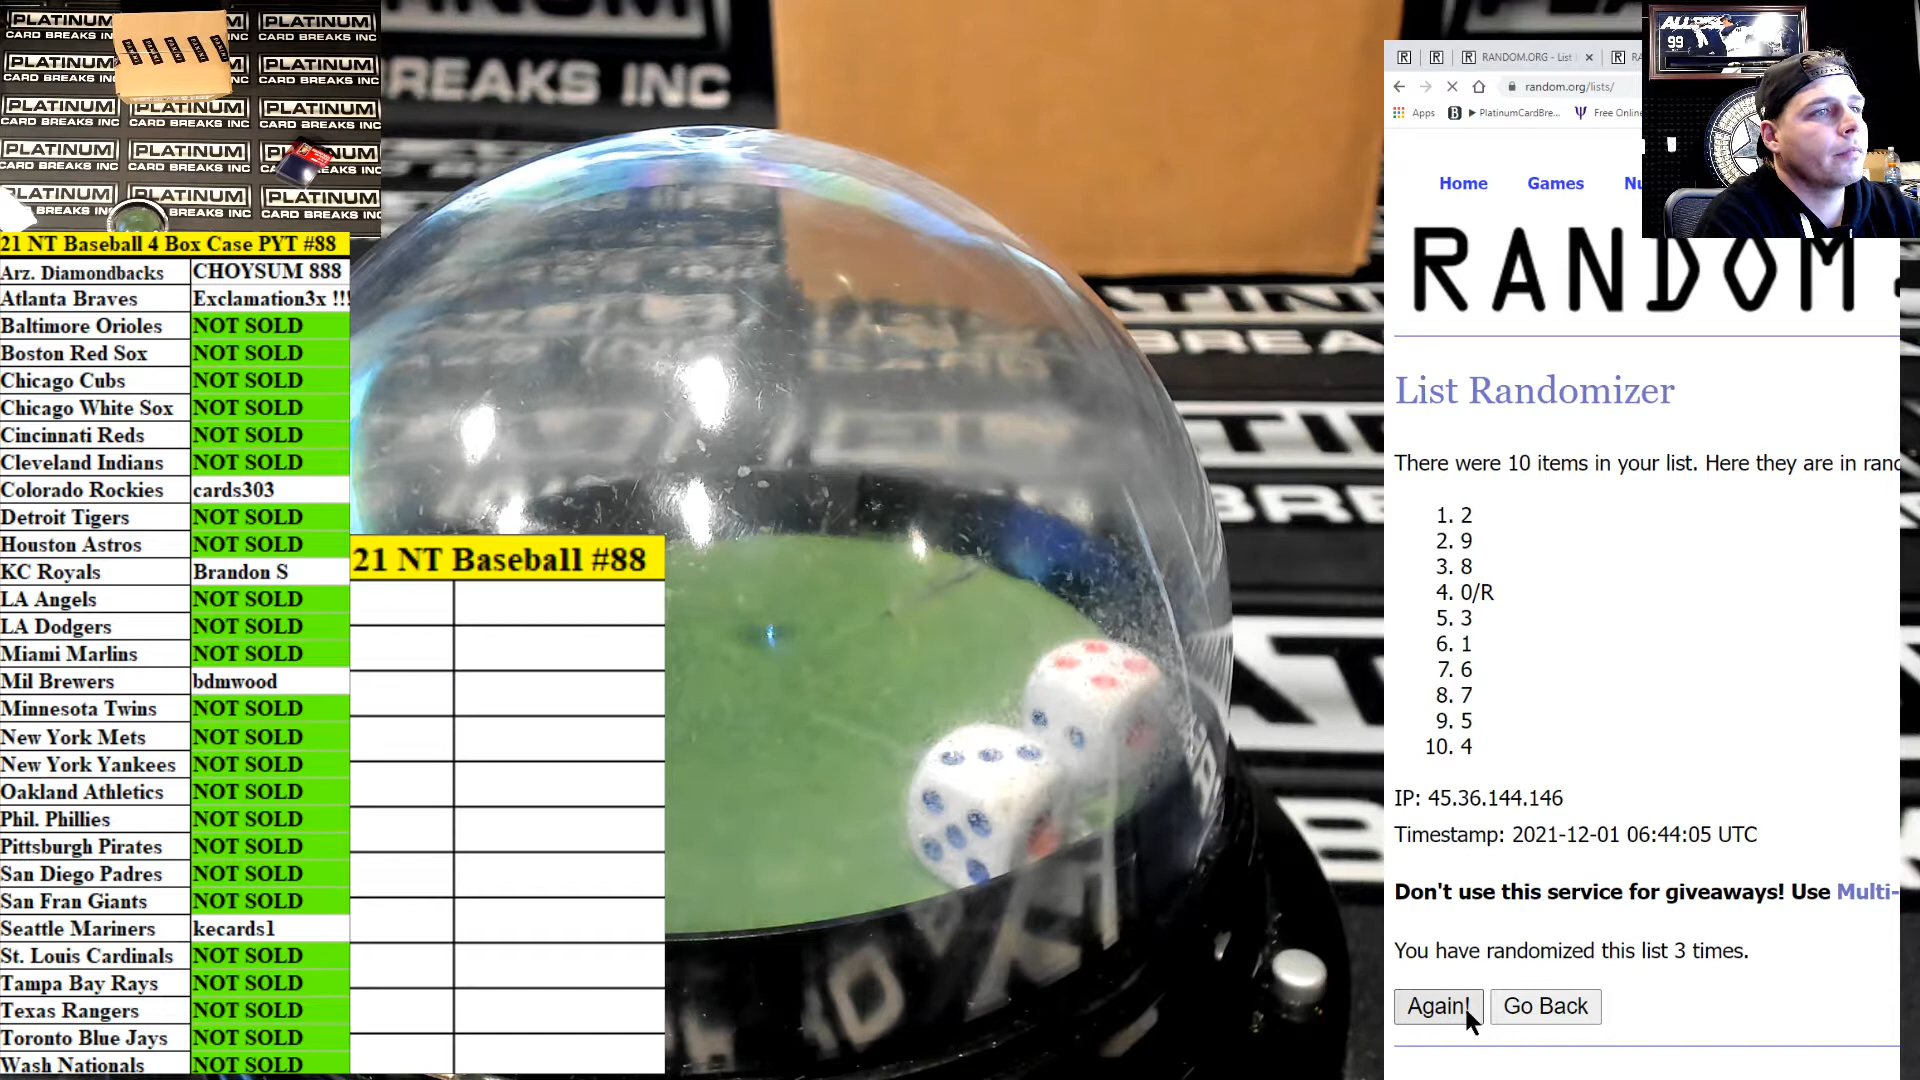 PLATINUM
CARD BREAKS INC
BREAKS INC
21 NT Baseball 4 Box Case PYT #88
Arz. Diamondbacks CHOYSUM 888
Atlanta Braves Exclamation3x !!!
Baltimore Orioles NOT SOLD
Boston Red Sox NOT SOLD
Chicago Cubs NOT SOLD
Chicago White Sox NOT SOLD
Cincinnati Reds NOT SOLD
Cleveland Indians NOT SOLD
Colorado Rockies cards303
Detroit Tigers NOT SOLD
Houston Astros NOT SOLD
KC Royals Brandon S
LA Angels NOT SOLD
LA Dodgers NOT SOLD
Miami Marlins NOT SOLD
Mil Brewers bdmwood
Minnesota Twins NOT SOLD
New York Mets NOT SOLD
New York Yankees NOT SOLD
Oakland Athletics NOT SOLD
Phil. Phillies NOT SOLD
Pittsburgh Pirates NOT SOLD
San Diego Padres NOT SOLD
San Fran Giants NOT SOLD
Seattle Mariners kecards1
St. Louis Cardinals NOT SOLD
Tampa Bay Rays NOT SOLD
Texas Rangers NOT SOLD
Toronto Blue Jays NOT SOLD
Wash Nationals NOT SOLD
21 NT Baseball #88
RANDOM.ORG - List
random.org/lists/
Apps PlatinumCardBre... Free Online
Home Games Nu
RANDOM
List Randomizer
There were 10 items in your list. Here they are in rand
1. 2
2. 9
3. 8
4. 0/R
5. 3
6. 1
7. 6
8. 7
9. 5
10. 4
IP: 45.36.144.146
Timestamp: 2021-12-01 06:44:05 UTC
Don't use this service for giveaways! Use Multi-
You have randomized this list 3 times.
Again! Go Back
99